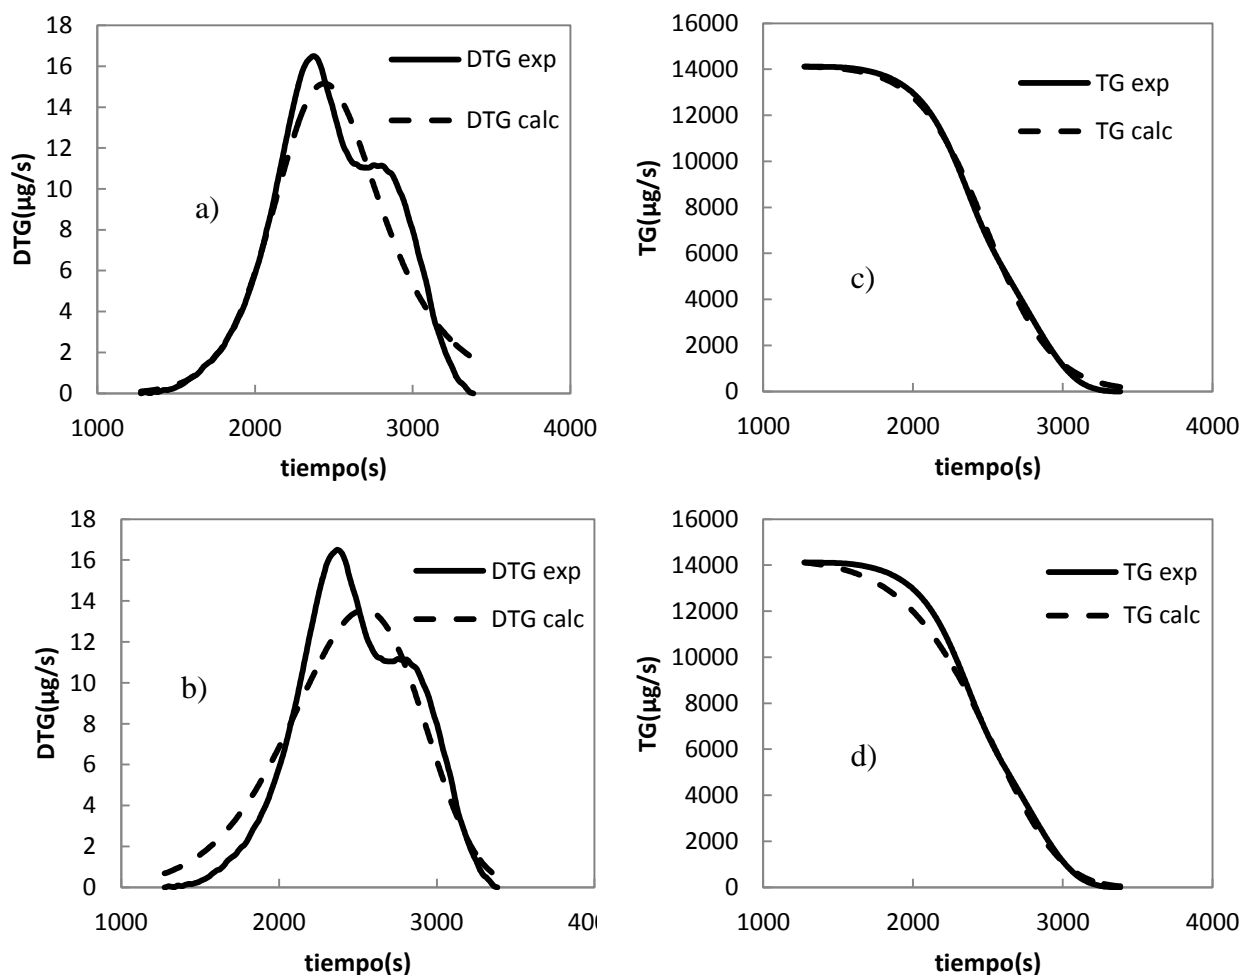 18
16
14
12
10
8
6
4
2
0
DTG(µg/s)
DTG exp
DTG calc
a)
1000 2000 3000 4000
tiempo(s)
16000
14000
12000
10000
8000
6000
4000
2000
0
TG(µg/s)
TG exp
TG calc
c)
1000 2000 3000 4000
tiempo(s)
18
16
14
12
10
8
6
4
2
0
DTG(µg/s)
DTG exp
DTG calc
b)
1000 2000 3000 400
tiempo(s)
16000
14000
12000
10000
8000
6000
4000
2000
0
TG(µg/s)
TG exp
TG calc
d)
1000 2000 3000 4000
tiempo(s)